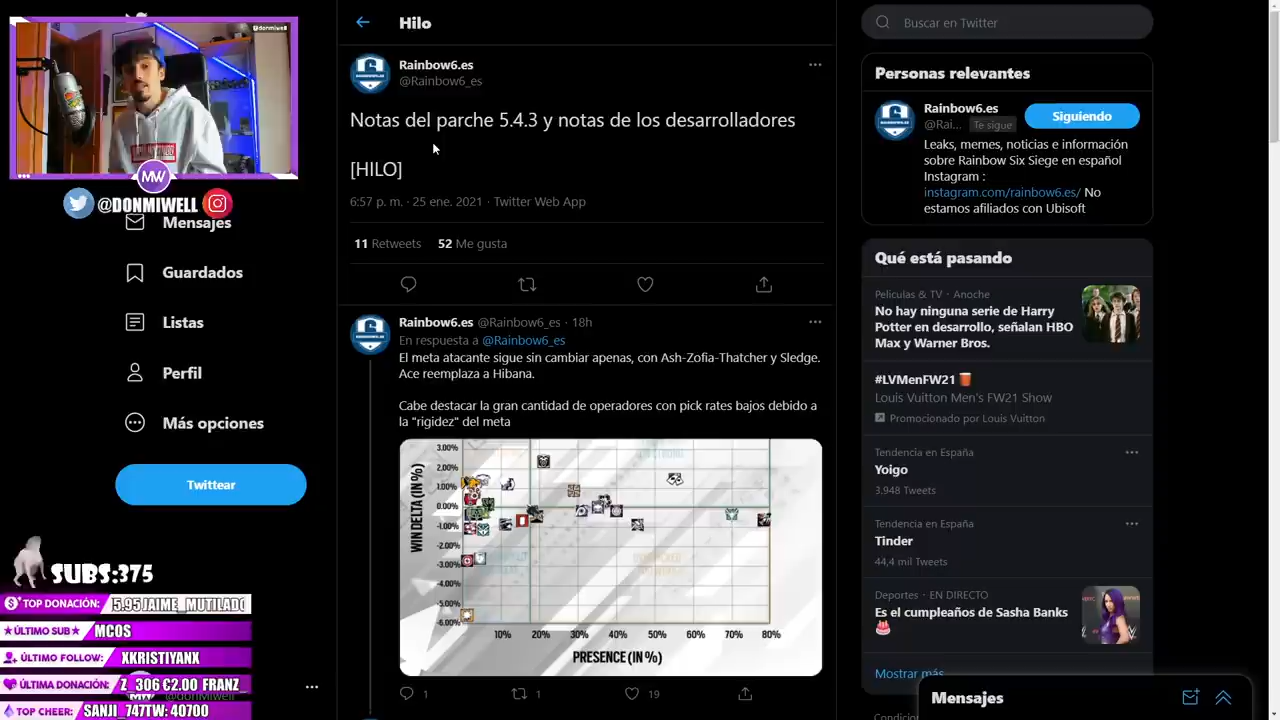 @donmiwell
MW
@DONMIWELL
Mensajes
Guardados
Listas
Perfil
Más opciones
Twittear
SUBS:375
TOP DONACIÓN: 5.95JAIME_MUTILADO
★ÚLTIMO SUB★ MCOS
ÚLTIMO FOLLOW: XKRISTIYANX
ÚLTIMA DONACIÓN: Z_306 €2.00 FRANZ_
TOP CHEER: SANJI_747TW: 40700
Hilo
Rainbow6.es
@Rainbow6_es
Notas del parche 5.4.3 y notas de los desarrolladores
[HILO]
6:57 p. m. · 25 ene. 2021 · Twitter Web App
11 Retweets 52 Me gusta
Rainbow6.es @Rainbow6_es · 18h
En respuesta a @Rainbow6_es
El meta atacante sigue sin cambiar apenas, con Ash-Zofia-Thatcher y Sledge.
Ace reemplaza a Hibana.
Cabe destacar la gran cantidad de operadores con pick rates bajos debido a
la "rigidez" del meta
WIN DELTA (IN %)
3.00%
2.00%
1.00%
0.00%
-1.00%
-2.00%
-3.00%
-4.00%
-5.00%
-6.00%
10% 20% 30% 40% 50% 60% 70% 80%
PRESENCE (IN %)
1 1 19
Buscar en Twitter
Personas relevantes
Rainbow6.es
@Rai... Te sigue
Siguiendo
Leaks, memes, noticias e información
sobre Rainbow Six Siege en español
Instagram :
instagram.com/rainbow6.es/ No
estamos afiliados con Ubisoft
Qué está pasando
Películas & TV · Anoche
No hay ninguna serie de Harry
Potter en desarrollo, señalan HBO
Max y Warner Bros.
#LVMenFW21
Louis Vuitton Men's FW21 Show
Promocionado por Louis Vuitton
Tendencia en España
Yoigo
3.948 Tweets
Tendencia en España
Tinder
44,4 mil Tweets
Deportes · EN DIRECTO
Es el cumpleaños de Sasha Banks
Mostrar más
Mensajes